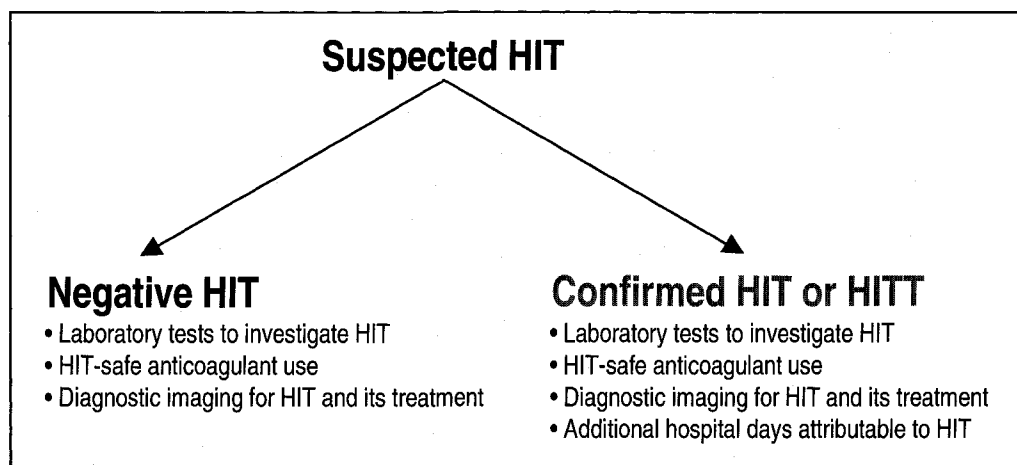 Suspected HIT
Negative HIT
• Laboratory tests to investigate HIT
• HIT-safe anticoagulant use
• Diagnostic imaging for HIT and its treatment
Confirmed HIT or HITT
• Laboratory tests to investigate HIT
• HIT-safe anticoagulant use
• Diagnostic imaging for HIT and its treatment
• Additional hospital days attributable to HIT